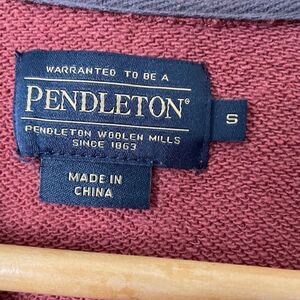 WARRANTED TO BE A
PENDLETON®
PENDLETON WOOLEN MILLS
SINCE 1863
S
MADE IN
CHINA